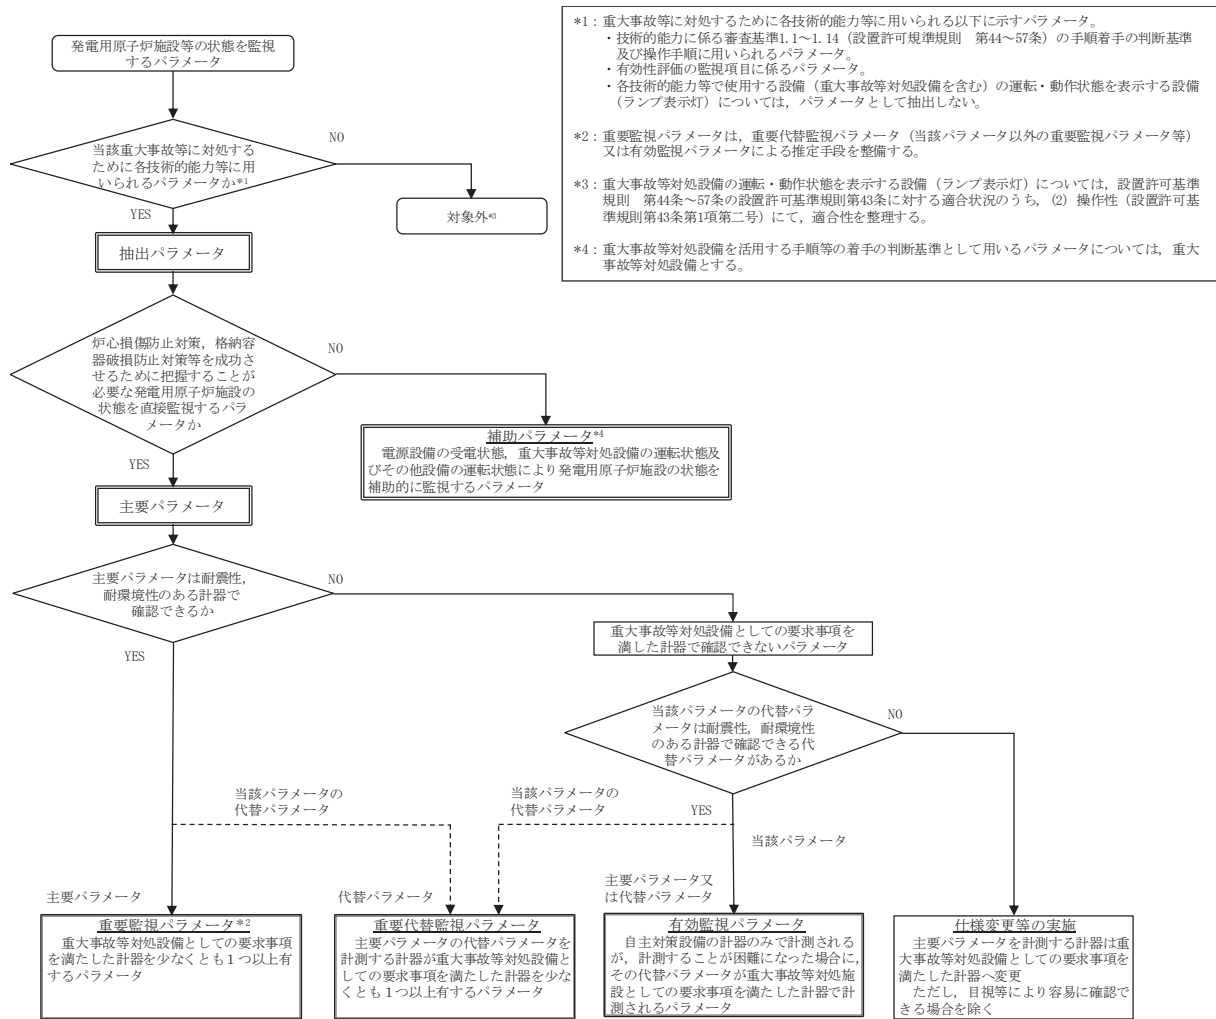 発電用原子炉施設等の状態を監視
するパラメータ
当該重大事故等に対処する
ために各技術的能力等に用
いられるパラメータか*1
NO
YES
対象外*3
抽出パラメータ
炉心損傷防止対策，格納容
器破損防止対策等を成功さ
せるために把握することが
必要な発電用原子炉施設の
状態を直接監視するパラ
メータか
NO
YES
補助パラメータ*4
電源設備の受電状態，重大事故等対処設備の運転状態及
びその他設備の運転状態により発電用原子炉施設の状態を
補助的に監視するパラメータ
主要パラメータ
主要パラメータは耐震性，
耐環境性のある計器で
確認できるか
NO
YES
重大事故等対処設備としての要求事項を
満した計器で確認できないパラメータ
当該パラメータの代替パラ
メータは耐震性，耐環境性
のある計器で確認できる代
替パラメータがあるか
NO
YES
当該パラメータの
代替パラメータ
当該パラメータの
代替パラメータ
当該パラメータ
主要パラメータ
代替パラメータ
主要パラメータ又
は代替パラメータ
重要監視パラメータ*2
重大事故等対処設備としての要求事項
を満たした計器を少なくとも１つ以上有
するパラメータ
重要代替監視パラメータ
主要パラメータの代替パラメータを
計測する計器が重大事故等対処設備と
しての要求事項を満たした計器を少な
くとも１つ以上有するパラメータ
有効監視パラメータ
自主対策設備の計器のみで計測される
が，計測することが困難になった場合に，
その代替パラメータが重大事故等対処施
設としての要求事項を満たした計器で計
測されるパラメータ
仕様変更等の実施
主要パラメータを計測する計器は重
大事故等対処設備としての要求事項を
満たした計器へ変更
ただし，目視等により容易に確認で
きる場合を除く
*1：重大事故等に対処するために各技術的能力等に用いられる以下に示すパラメータ。
・技術的能力に係る審査基準1.1～1.14（設置許可規準規則　第44～57条）の手順着手の判断基準
及び操作手順に用いられるパラメータ。
・有効性評価の監視項目に係るパラメータ。
・各技術的能力等で使用する設備（重大事故等対処設備を含む）の運転・動作状態を表示する設備
（ランプ表示灯）については，パラメータとして抽出しない。
*2：重要監視パラメータは，重要代替監視パラメータ（当該パラメータ以外の重要監視パラメータ等）
又は有効監視パラメータによる推定手段を整備する。
*3：重大事故等対処設備の運転・動作状態を表示する設備（ランプ表示灯）については，設置許可基準
規則　第44条～57条の設置許可基準規則第43条に対する適合状況のうち，(2) 操作性（設置許可基
準規則第43条第1項第二号）にて，適合性を整理する。
*4：重大事故等対処設備を活用する手順等の着手の判断基準として用いるパラメータについては，重大
事故等対処設備とする。